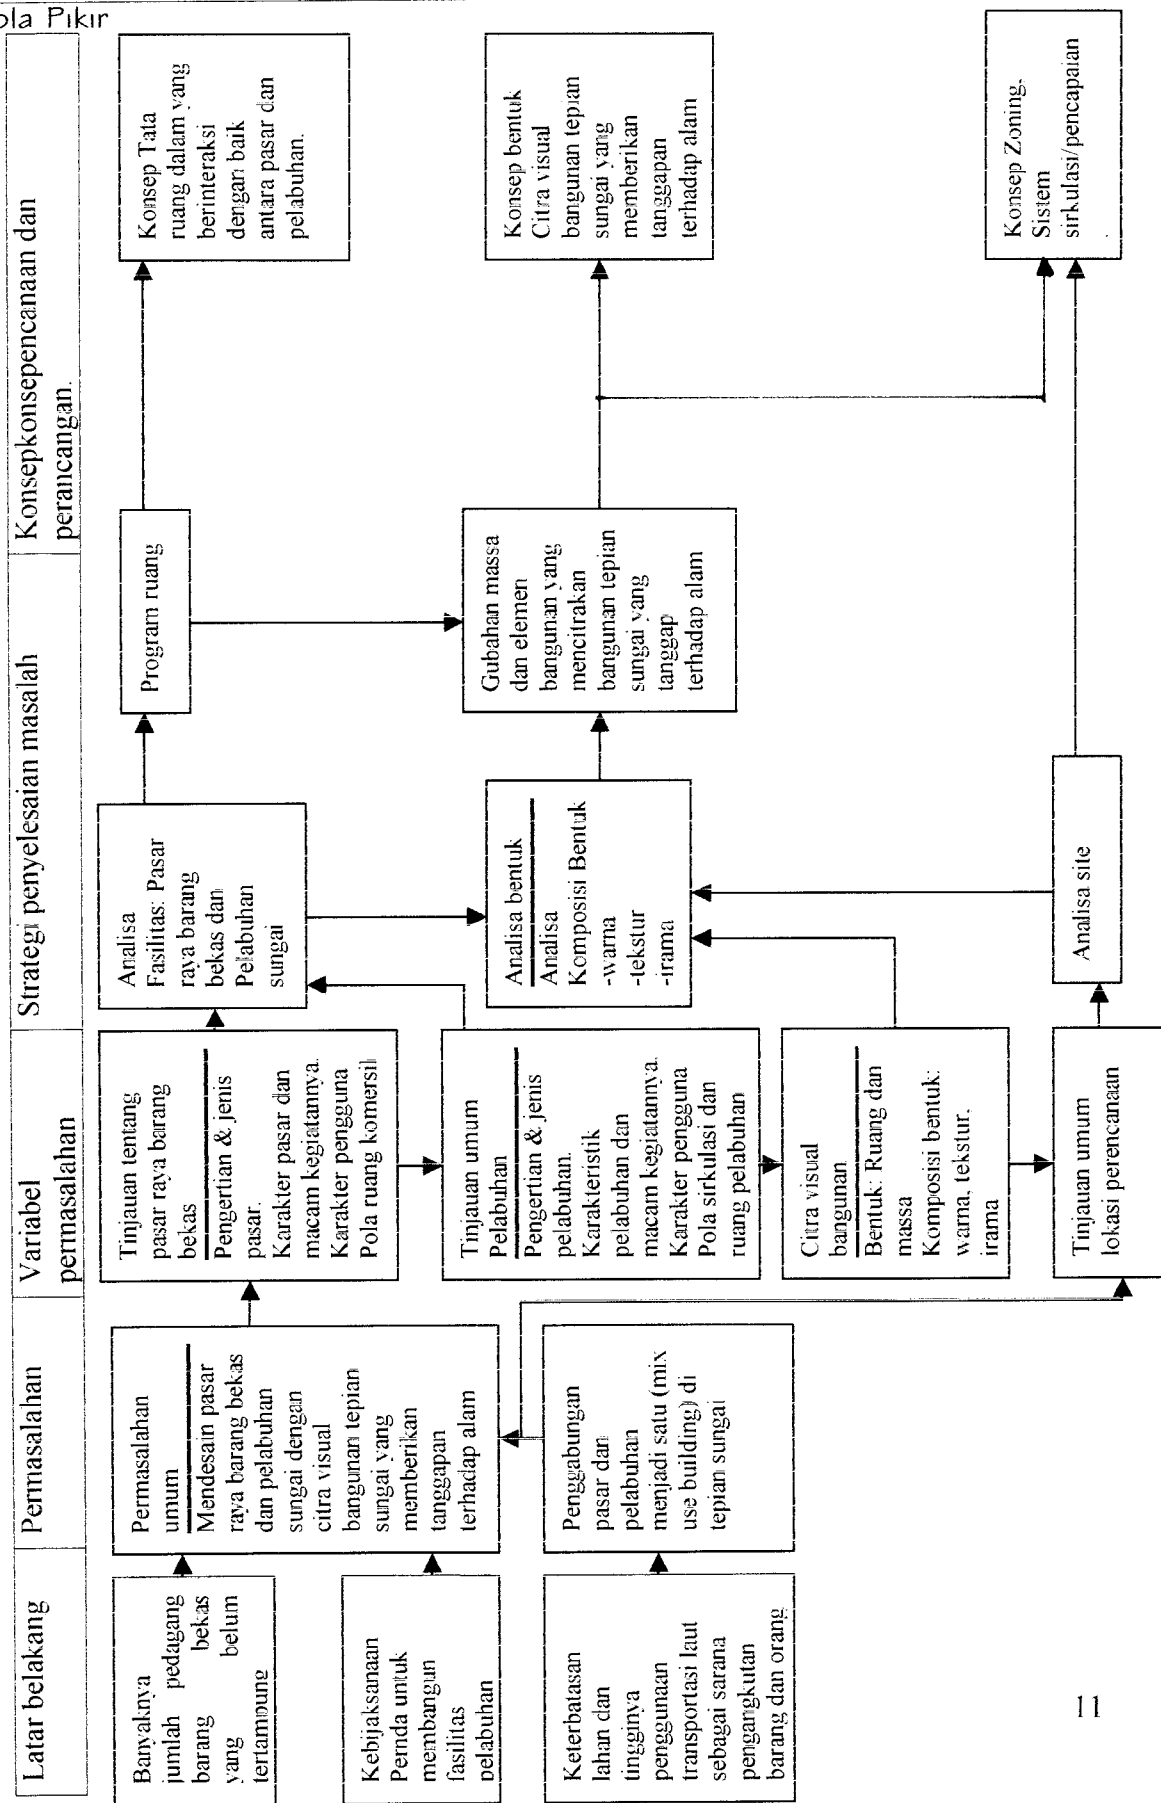 ola Pikir
Latar belakang
Permasalahan
Variabel
permasalahan
Strategi penyelesaian masalah
Konsepkonsepencanaan dan
perancangan.
Banyaknya
jumlah pedagang
barang bekas
yang belum
tertampung
Kebijaksanaan
Pemda untuk
membangun
fasilitas
pelabuhan
Keterbatasan
lahan dan
tingginya
penggunaan
transportasi laut
sebagai sarana
pengangkutan
barang dan orang
Permasalahan
umum
Mendesain pasar
raya barang bekas
dan pelabuhan
sungai dengan
citra visual
bangunan tepian
sungai yang
memberikan
tanggapan
terhadap alam
Penggabungan
pasar dan
pelabuhan
menjadi satu (mix
use building) di
tepian sungai
Tinjauan tentang
pasar raya barang
bekas
Pengertian & jenis
pasar.
Karakter pasar dan
macam kegiatannya.
Karakter pengguna
Pola ruang komersil
Tinjauan umum
Pelabuhan
Pengertian & jenis
pelabuhan.
Karakteristik
pelabuhan dan
macam kegiatannya.
Karakter pengguna
Pola sirkulasi dan
ruang pelabuhan
Citra visual
bangunan
Bentuk: Ruang dan
massa
Komposisi bentuk:
warna, tekstur,
irama
Tinjauan umum
lokasi perencanaan
Analisa
Fasilitas: Pasar
raya barang
bekas dan
Pelabuhan
sungai
Analisa bentuk
Analisa
Komposisi Bentuk
-warna
-tekstur
-irama
Analisa site
Program ruang
Gubahan massa
dan elemen
bangunan yang
mencitrakan
bangunan tepian
sungai yang
tanggap
terhadap alam
Konsep Tata
ruang dalam yang
berinteraksi
dengan baik
antara pasar dan
pelabuhan.
Konsep bentuk
Citra visual
bangunan tepian
sungai yang
memberikan
tanggapan
terhadap alam
Konsep Zoning,
Sistem
sirkulasi/pencapaian
11